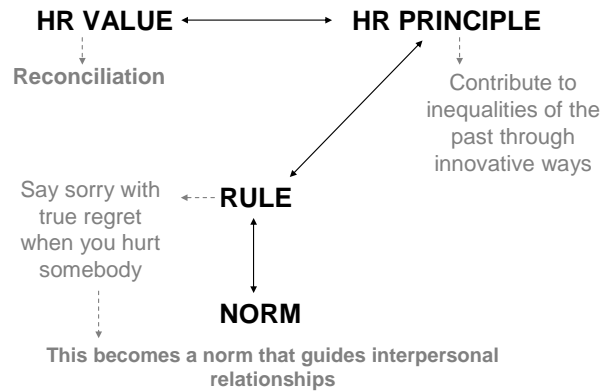 HR VALUE
HR PRINCIPLE
Reconciliation
Contribute to
inequalities of the
past through
innovative ways
Say sorry with
true regret
when you hurt
somebody
RULE
NORM
This becomes a norm that guides interpersonal
relationships